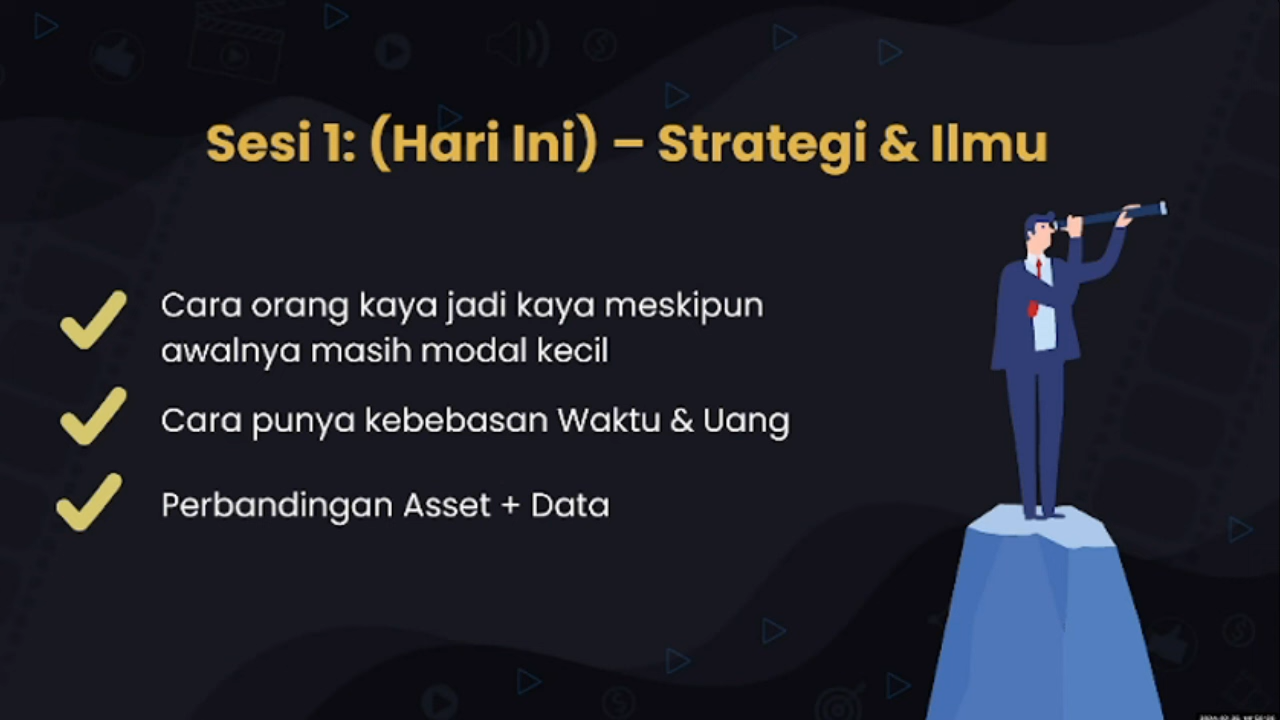 Sesi 1: (Hari Ini) – Strategi & Ilmu
Cara orang kaya jadi kaya meskipun
awalnya masih modal kecil
Cara punya kebebasan Waktu & Uang
Perbandingan Asset + Data